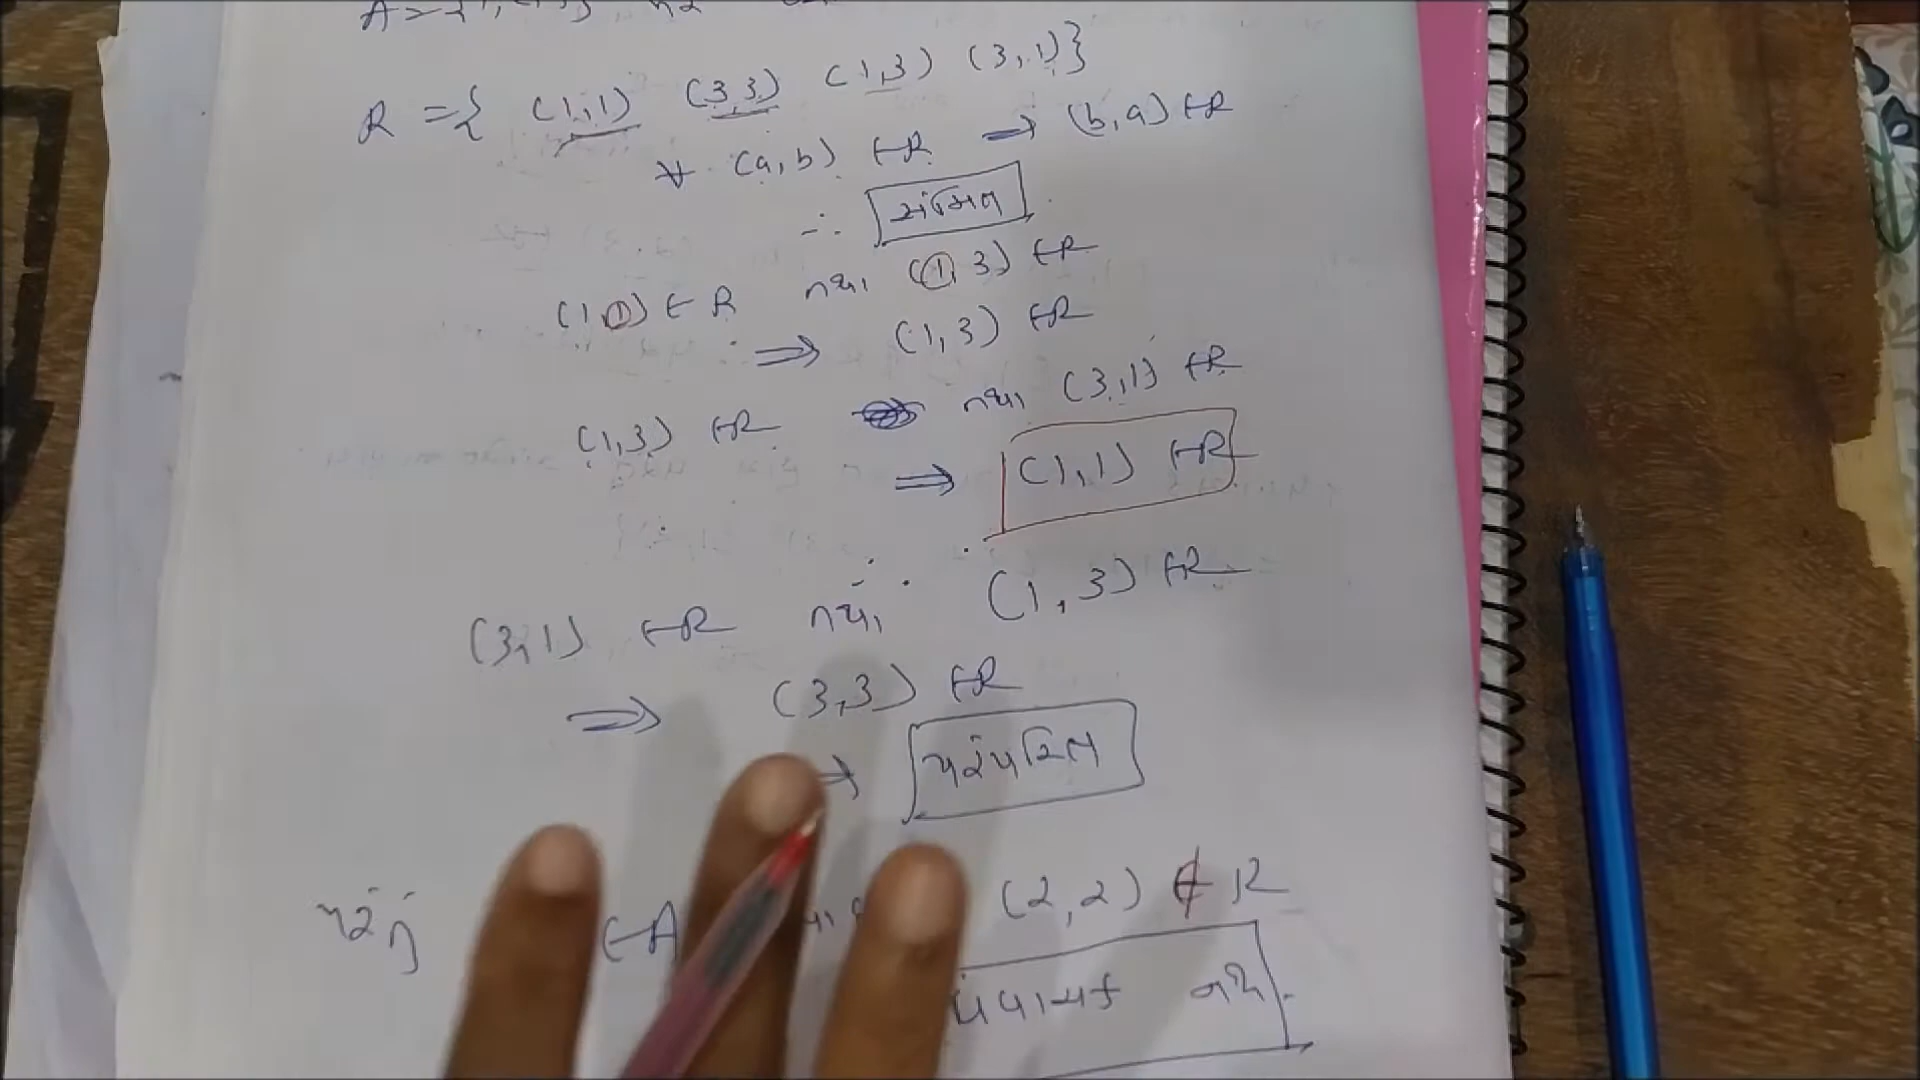 R = { (1,1) (3,3) (1,3) (3,1)}
∀ (a,b) ∈R → (b,a) ∈R
∴ સંમિત
(1,1) ∈ R તથા (1,3) ∈R
⇒ (1,3) ∈R
(1,3) ∈R તથા (3,1) ∈R
⇒ (1,1) ∈R
(3,1) ∈R તથા (1,3) ∈R
⇒ (3,3) ∈R
→ પરંપરિત
પરંતુ ∈A (2,2) ∉ R
નથી